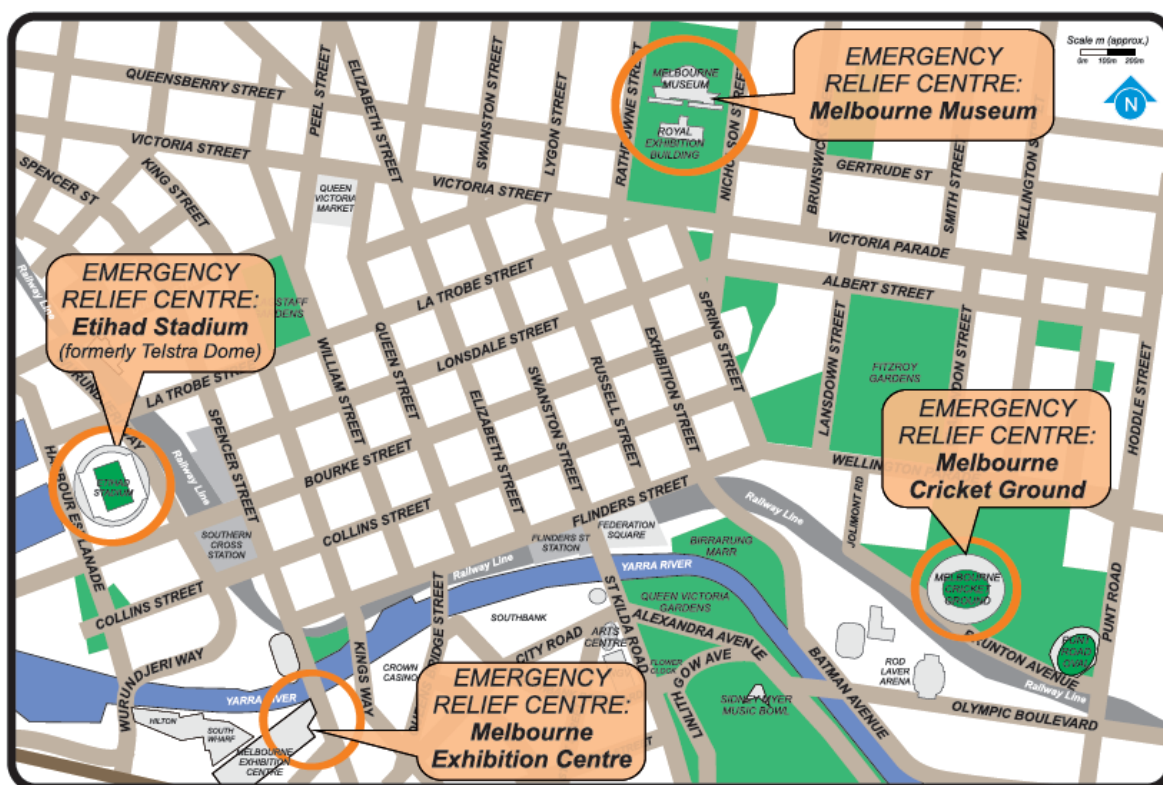 Scale m (approx.)
0m 100m 200m
N
EMERGENCY
RELIEF CENTRE:
Melbourne Museum
MELBOURNE
MUSEUM
ROYAL
EXHIBITION
BUILDING
QUEENSBERRY STREET
PEEL STREET
ELIZABETH STREET
SWANSTON STREET
LYGON STREET
NICHOLSON STREET
SMITH STREET
GERTRUDE ST
VICTORIA STREET
VICTORIA STREET
KING STREET
SPENCER ST
QUEEN
VICTORIA
MARKET
VICTORIA PARADE
ALBERT STREET
Railway Line
EMERGENCY
RELIEF CENTRE:
Etihad Stadium
(formerly Telstra Dome)
GARDENS
LA TROBE STREET
LONSDALE STREET
WILLIAM STREET
QUEEN STREET
ELIZABETH STREET
SWANSTON STREET
RUSSELL STREET
EXHIBITION STREET
SPRING STREET
LANSDOWN STREET
FITZROY
GARDENS
HODDLE STREET
LA TROBE
SPENCER STREET
BOURKE STREET
COLLINS STREET
FLINDERS STREET
WELLINGTON
JOLIMONT RD
EMERGENCY
RELIEF CENTRE:
Melbourne
Cricket Ground
ETIHAD
STADIUM
Railway Line
SOUTHERN
CROSS
STATION
FLINDERS ST
STATION
FEDERATION
SQUARE
BIRRARUNG
MARR
Railway Line
MELBOURNE
CRICKET
GROUND
PUNT ROAD
Railway Line
YARRA RIVER
QUEEN VICTORIA
GARDENS
COLLINS STREET
SOUTHBANK
ST KILDA ROAD
ARTS
CENTRE
CITY ROAD
ALEXANDRA
BATMAN AVENUE
BRUNTON AVENUE
PUNT
ROAD
OVAL
ROD
LAVER
ARENA
Railway Line
OLYMPIC BOULEVARD
WURUNDJERI WAY
KINGS WAY
CROWN
CASINO
FLOWER
CLOCK
SIDNEY MYER
MUSIC BOWL
YARRA RIVER
HILTON
SOUTH
WHARF
MELBOURNE
EXHIBITION
CENTRE
EMERGENCY
RELIEF CENTRE:
Melbourne
Exhibition Centre